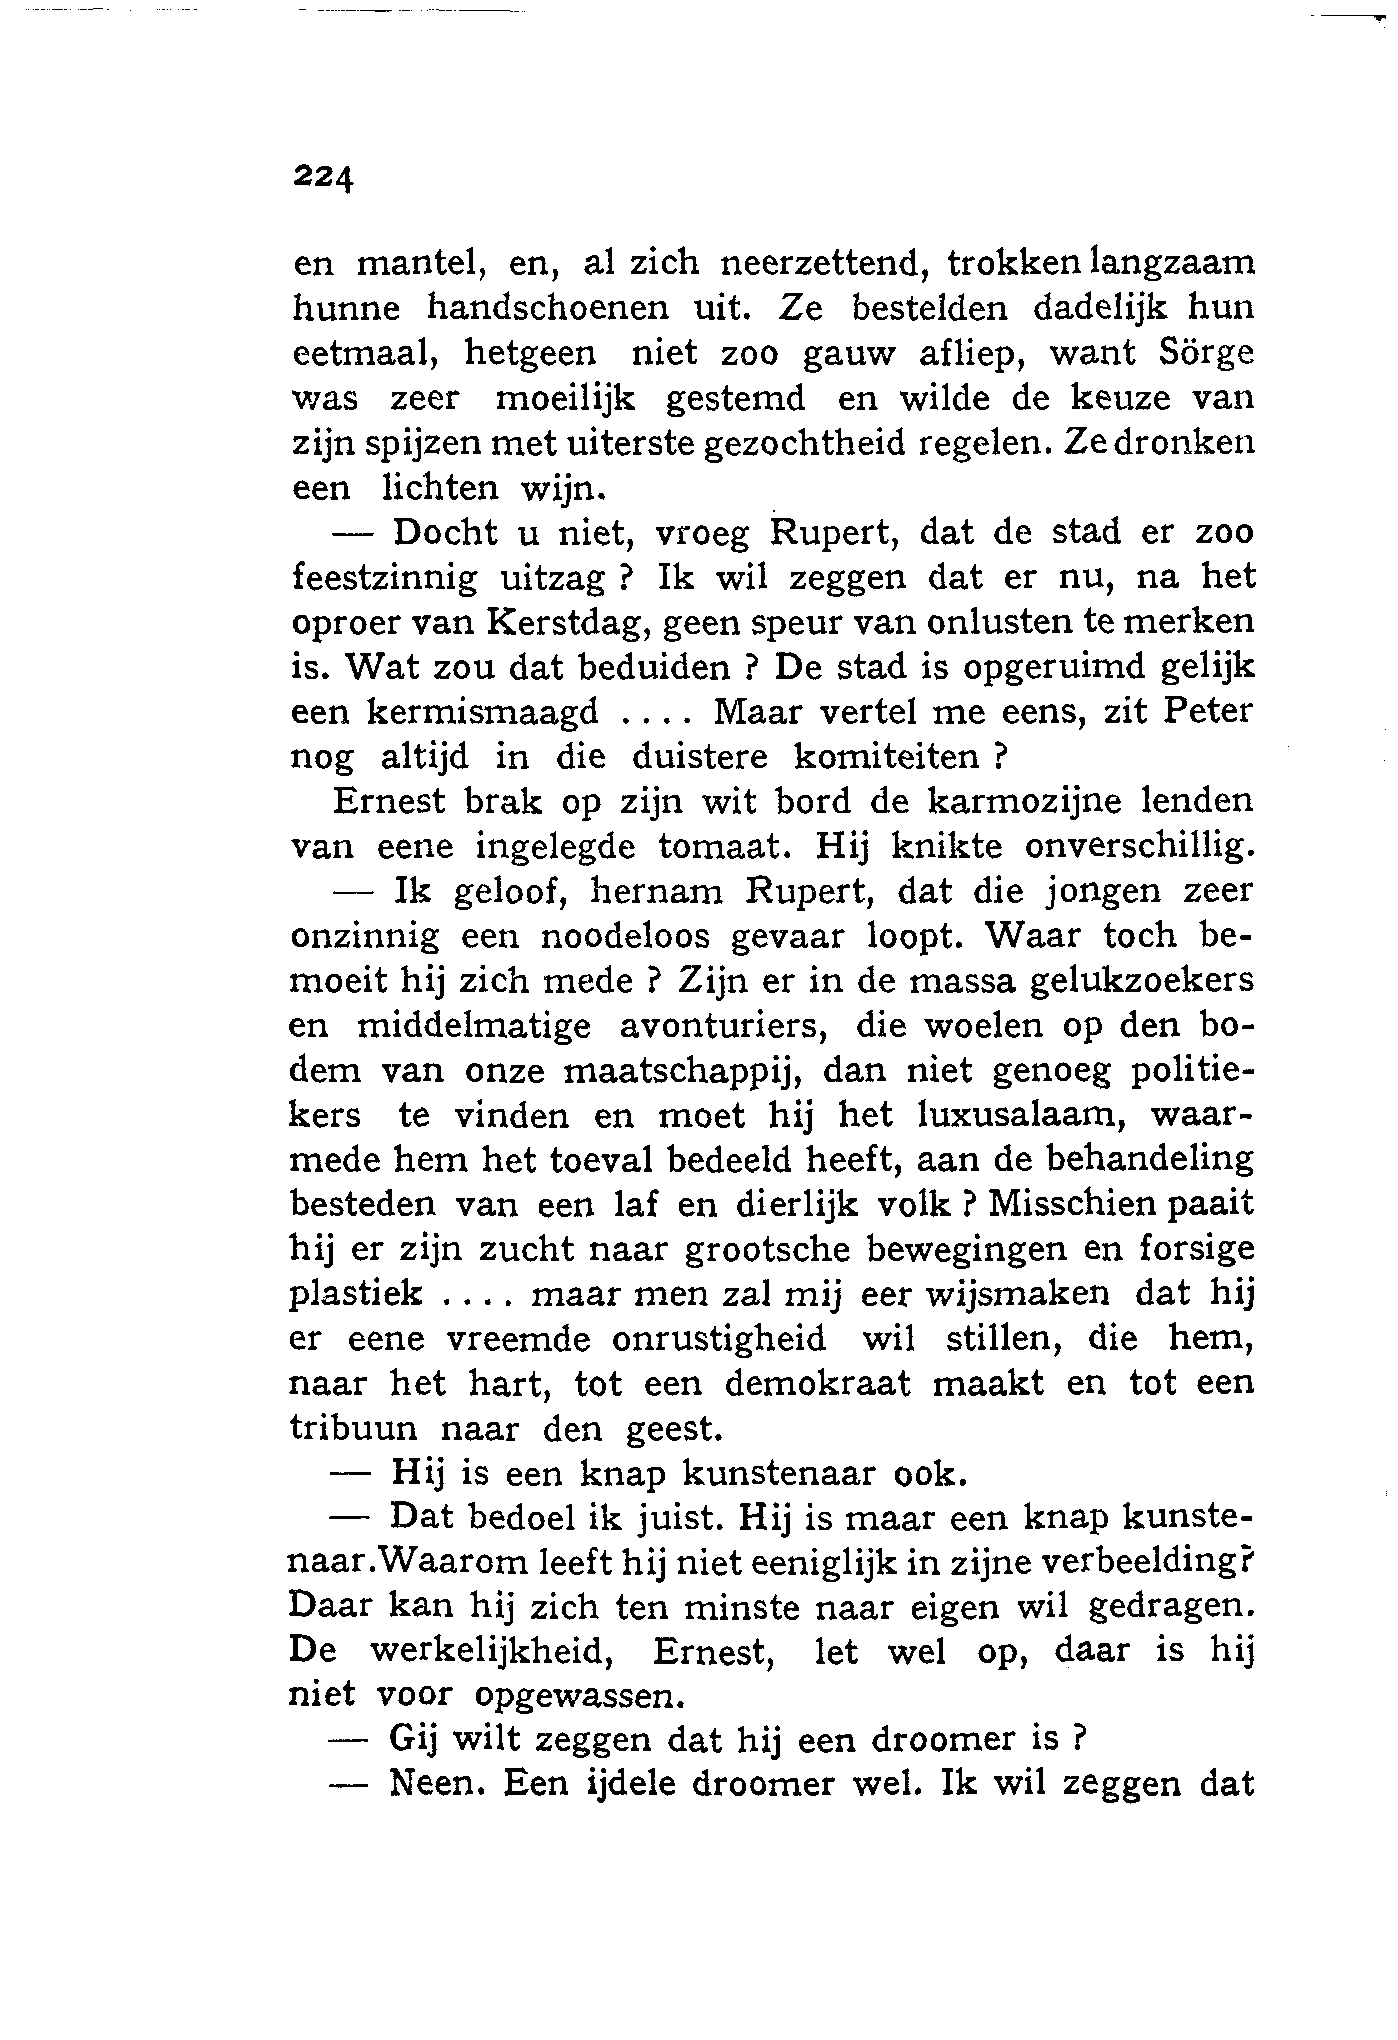 224
en mantel, en, al zich neerzettend, trokken langzaam
hunne handschoenen uit. Ze bestelden dadelijk hun
eetmaal, hetgeen niet zoo gauw afliep, want Sörge
was zeer moeilijk gestemd en wilde de keuze van
zijn spijzen met uiterste gezochtheid regelen. Ze dronken
een lichten wijn.
— Docht u niet, vroeg Rupert, dat de stad er zoo
feestzinnig uitzag ? Ik wil zeggen dat er nu, na het
oproer van Kerstdag, geen speur van onlusten te merken
is. Wat zou dat beduiden ? De stad is opgeruimd gelijk
een kermismaagd .... Maar vertel me eens, zit Peter
nog altijd in die duistere komiteiten ?
Ernest brak op zijn wit bord de karmozijne lenden
van eene ingelegde tomaat. Hij knikte onverschillig.
— Ik geloof, hernam Rupert, dat die jongen zeer
onzinnig een noodeloos gevaar loopt. Waar toch be-
moeit hij zich mede ? Zijn er in de massa gelukzoekers
en middelmatige avonturiers, die woelen op den bo-
dem van onze maatschappij, dan niet genoeg politie-
kers te vinden en moet hij het luxusalaam, waar-
mede hem het toeval bedeeld heeft, aan de behandeling
besteden van een laf en dierlijk volk ? Misschien paait
hij er zijn zucht naar grootsche bewegingen en forsige
plastiek .... maar men zal mij eer wijsmaken dat hij
er eene vreemde onrustigheid wil stillen, die hem,
naar het hart, tot een demokraat maakt en tot een
tribuun naar den geest.
— Hij is een knap kunstenaar ook.
— Dat bedoel ik juist. Hij is maar een knap kunste-
naar. Waarom leeft hij niet eeniglijk in zijne verbeelding?
Daar kan hij zich ten minste naar eigen wil gedragen.
De werkelijkheid, Ernest, let wel op, daar is hij
niet voor opgewassen.
— Gij wilt zeggen dat hij een droomer is ?
— Neen. Een ijdele droomer wel. Ik wil zeggen dat